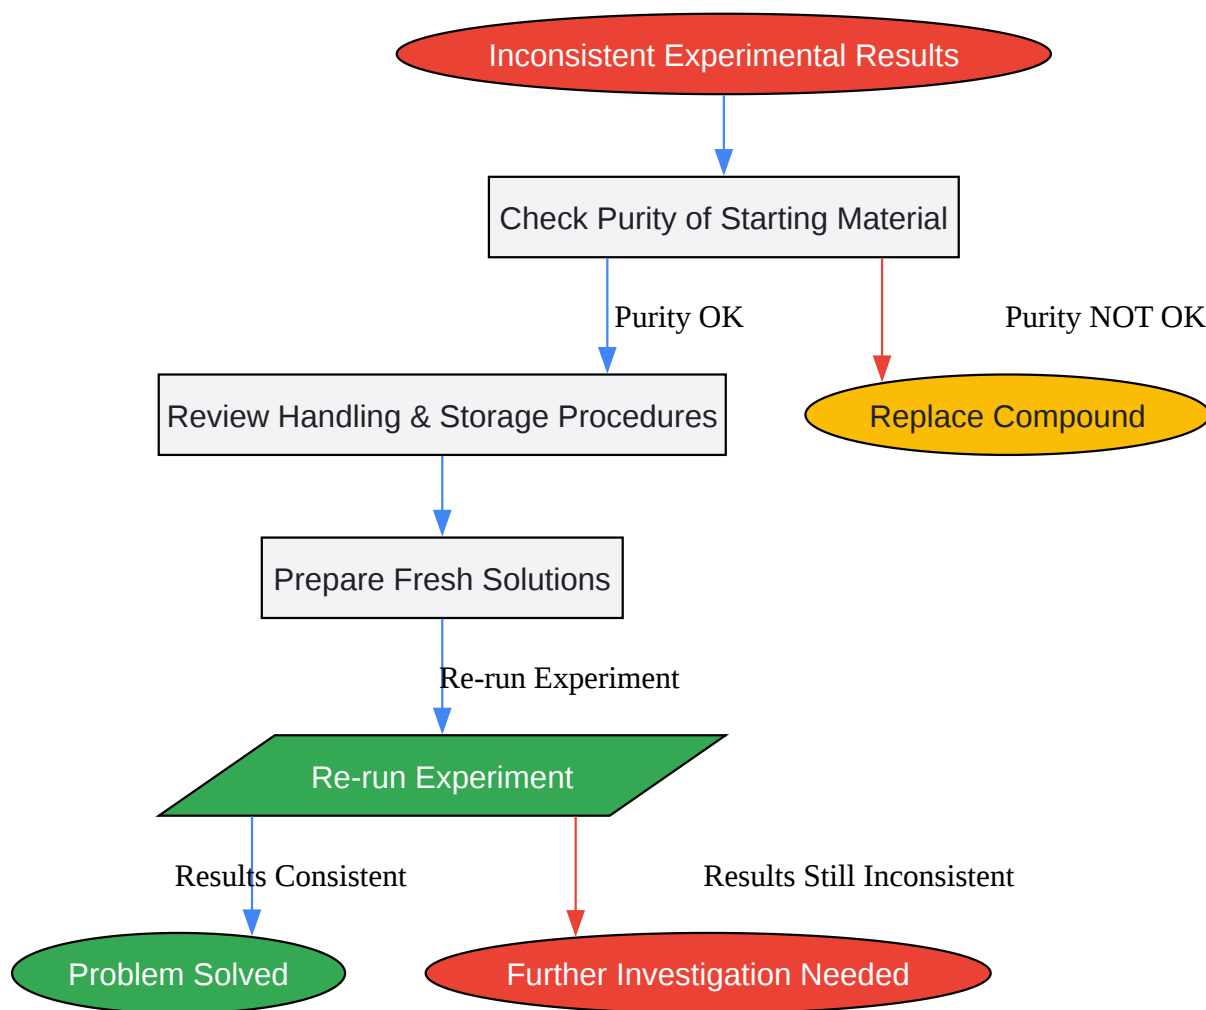 Inconsistent Experimental Results
Check Purity of Starting Material
Purity OK
Purity NOT OK
Review Handling & Storage Procedures
Replace Compound
Prepare Fresh Solutions
Re-run Experiment
Re-run Experiment
Results Consistent
Results Still Inconsistent
Problem Solved
Further Investigation Needed